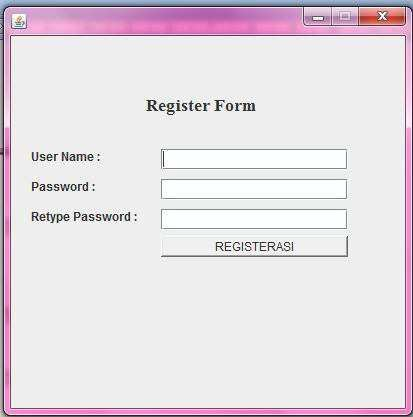 Register Form
User Name :
Password :
Retype Password :
REGISTERASI